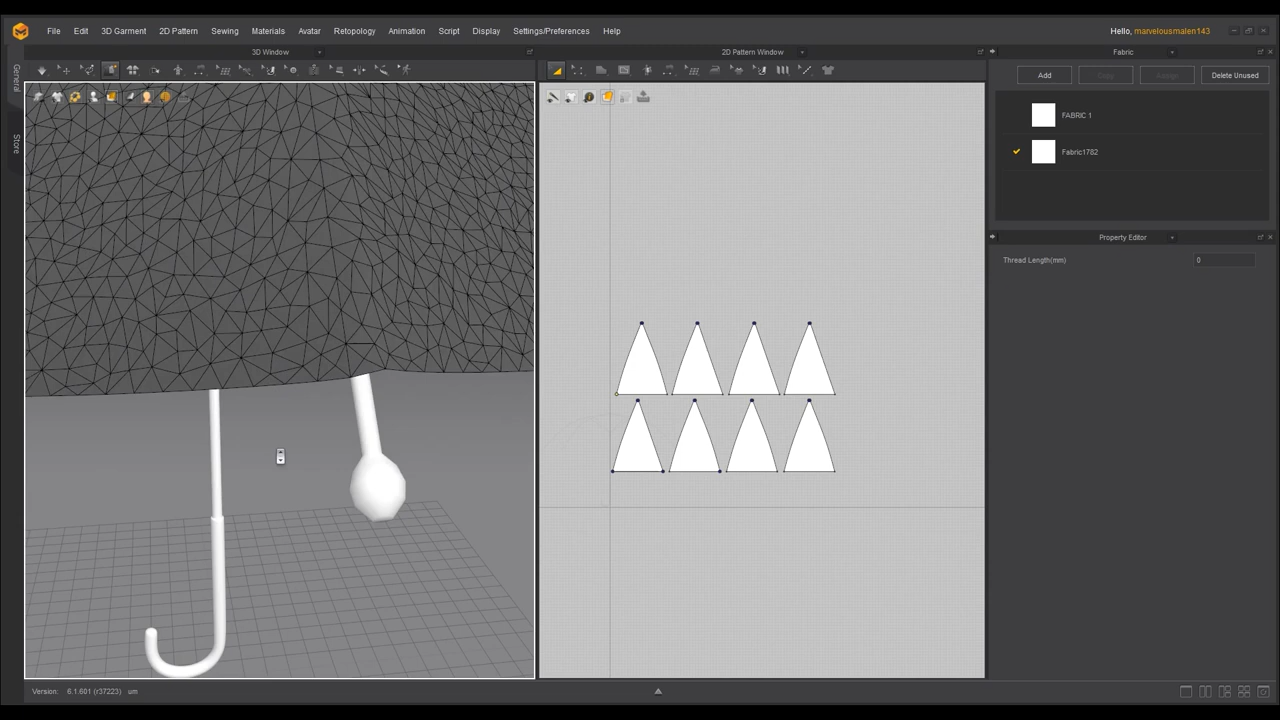 File Edit 3D Garment 2D Pattern Sewing Materials Script Display Avatar Retopology Animation Settings/Preferences Help Hello, marvelousmalen143
3D Window 2D Pattern Window Fabric
General
Store
Add Copy Assign Delete Unused
FABRIC 1
Fabric1782
Property Editor
Thread Length(mm) 0
Version: 6.1.601 (r37223) um